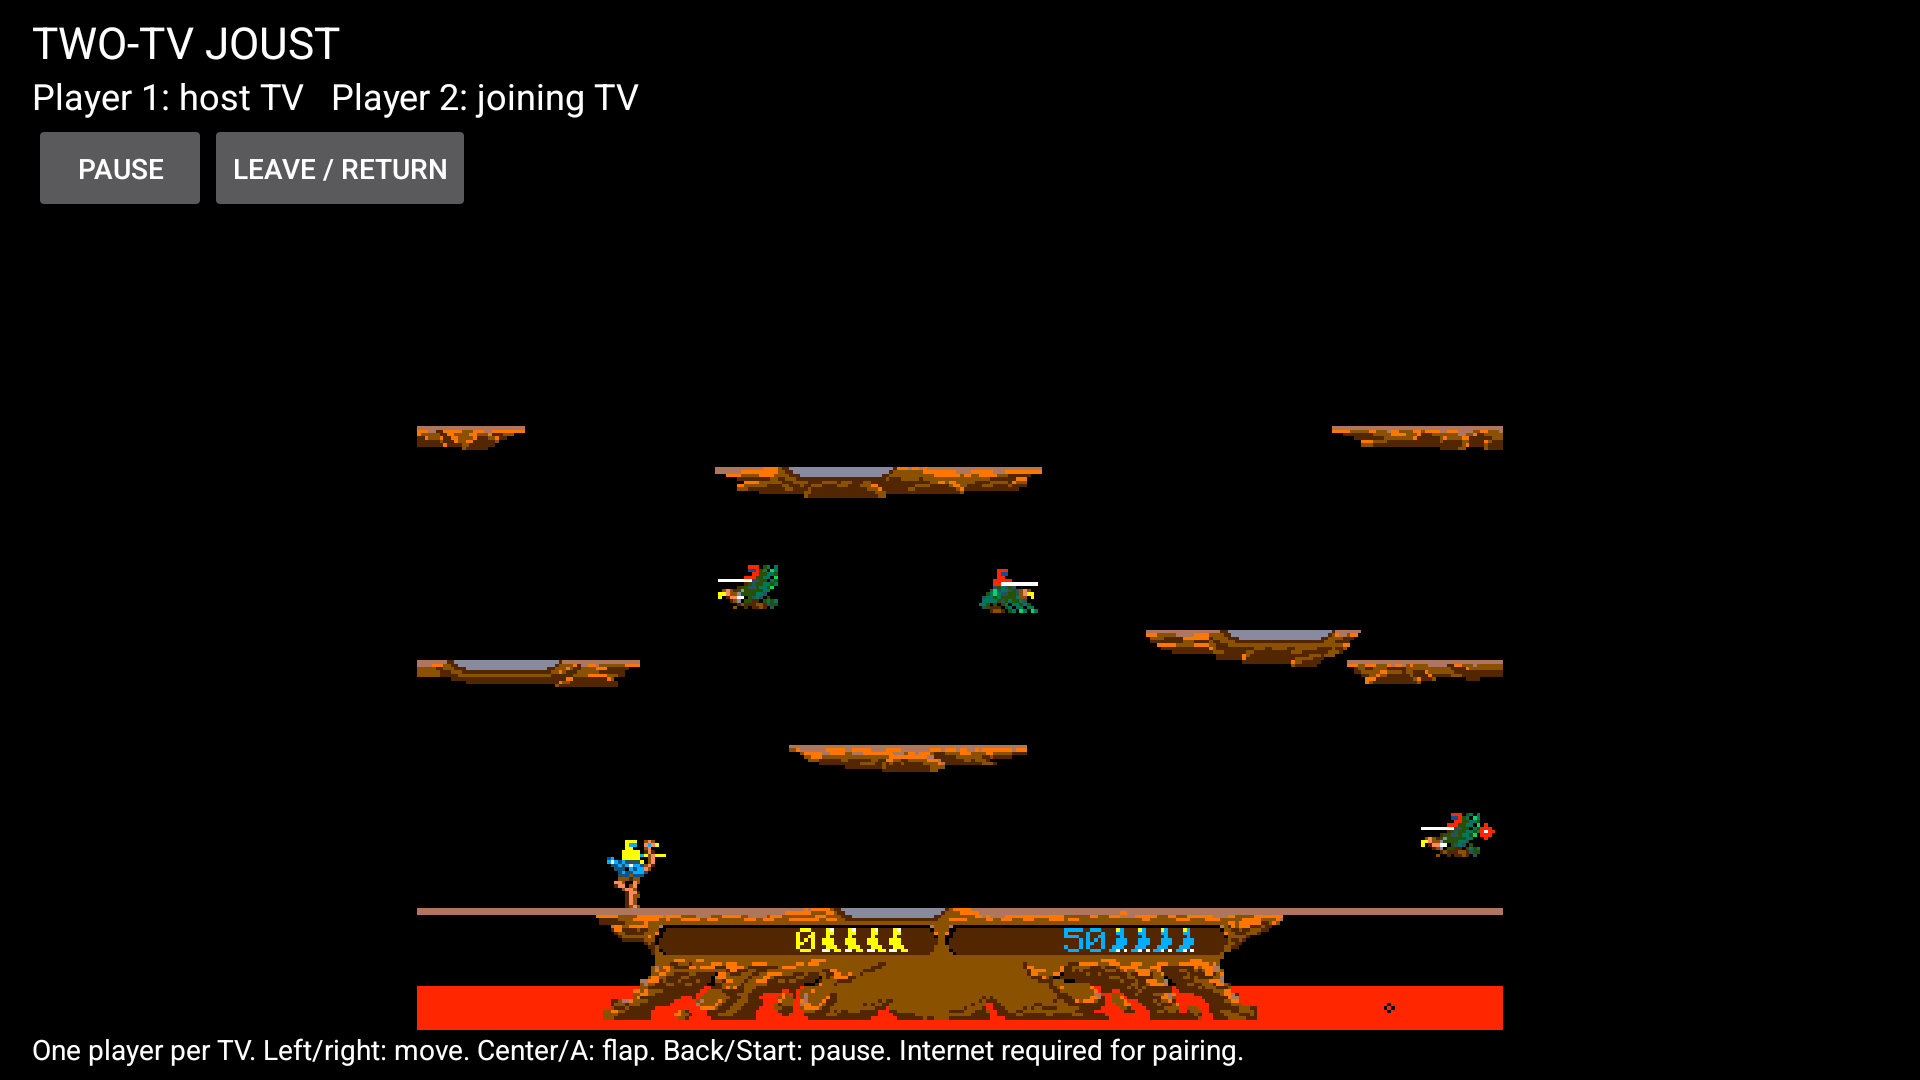 TWO-TV JOUST
Player 1: host TV Player 2: joining TV
PAUSE LEAVE / RETURN
0 50
One player per TV. Left/right: move. Center/A: flap. Back/Start: pause. Internet required for pairing.